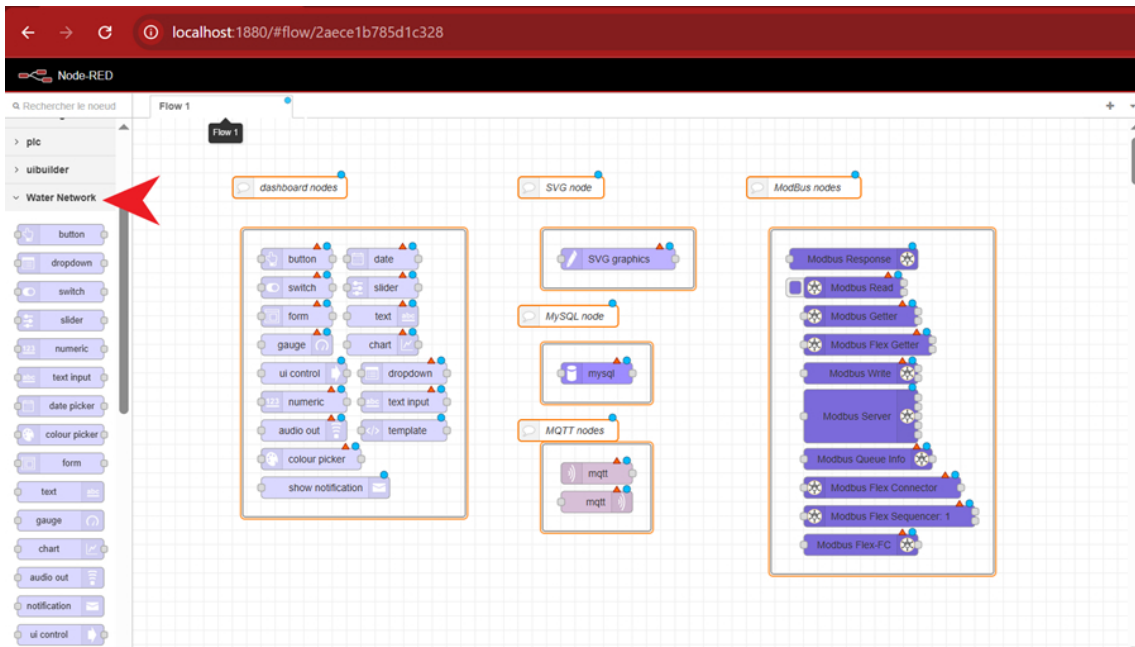 localhost:1880/#flow/2aece1b785d1c328
Node-RED
Rechercher le noeud
plc
uibuilder
Water Network
button
dropdown
switch
slider
numeric
text input
date picker
colour picker
form
text
gauge
chart
audio out
notification
ui control
Flow 1
Flow 1
dashboard nodes
button
date
switch
slider
form
text
gauge
chart
ui control
dropdown
numeric
text input
audio out
template
colour picker
show notification
SVG node
SVG graphics
MySQL node
mysql
MQTT nodes
mqtt
mqtt
ModBus nodes
Modbus Response
Modbus Read
Modbus Getter
Modbus Flex Getter
Modbus Write
Modbus Server
Modbus Queue Info
Modbus Flex Connector
Modbus Flex Sequencer: 1
Modbus Flex-FC